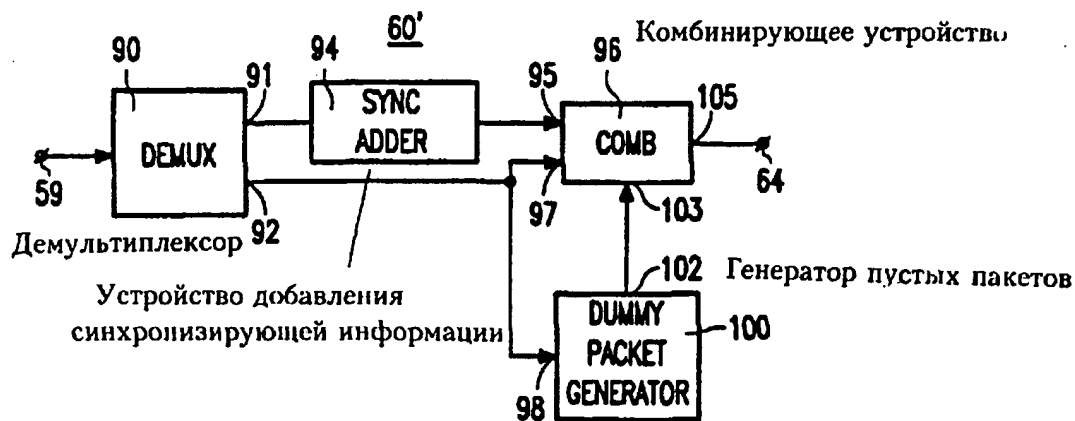 60'
Комбинирующее устройство
90
91
94
95
96
105
SYNC
ADDER
DEMUX
COMB
59
92
97
103
64
Демультиплексор
102
Генератор пустых пакетов
Устройство добавления
синхронизирующей информации
DUMMY
PACKET
GENERATOR
100
98